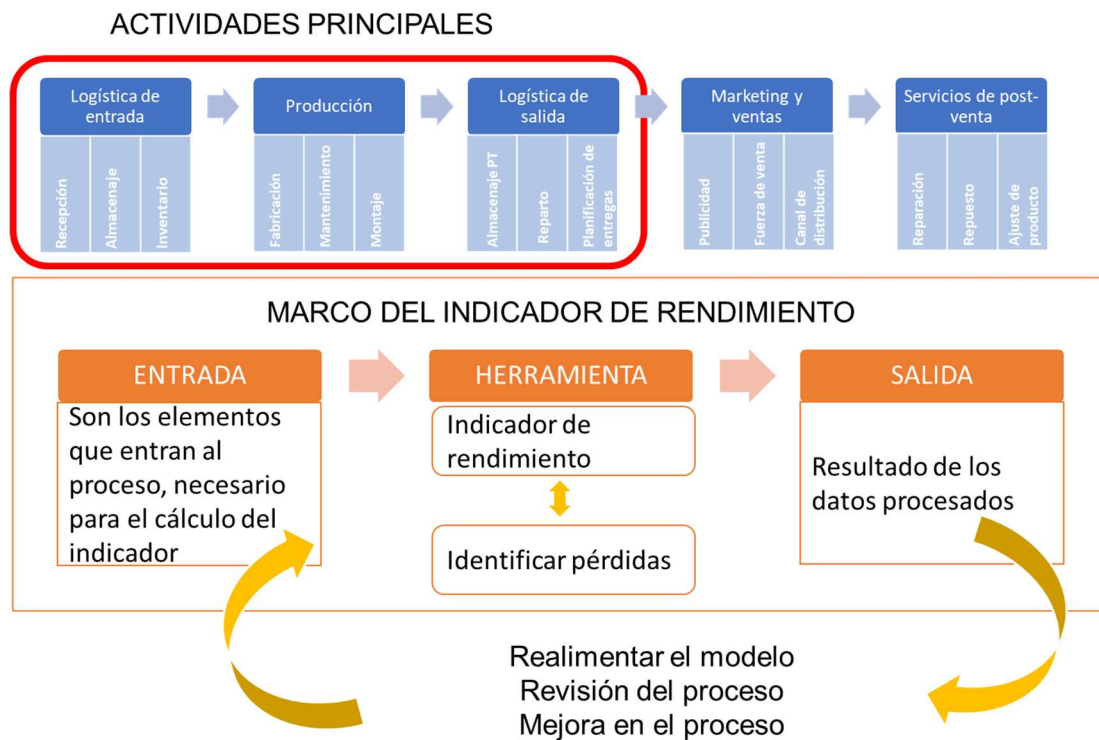 ACTIVIDADES PRINCIPALES
Logística de
entrada
Recepción
Almacenaje
Inventario
Producción
Fabricación
Mantenimiento
Montaje
Logística de
salida
Almacenaje PT
Reparto
Planificación de
entregas
Marketing y
ventas
Publicidad
Fuerza de venta
Canal de
distribución
Servicios de post-
venta
Reparación
Repuesto
Ajuste de
producto
MARCO DEL INDICADOR DE RENDIMIENTO
ENTRADA
Son los elementos
que entran al
proceso, necesario
para el cálculo del
indicador
HERRAMIENTA
Indicador de
rendimiento
Identificar pérdidas
SALIDA
Resultado de los
datos procesados
Realimentar el modelo
Revisión del proceso
Mejora en el proceso